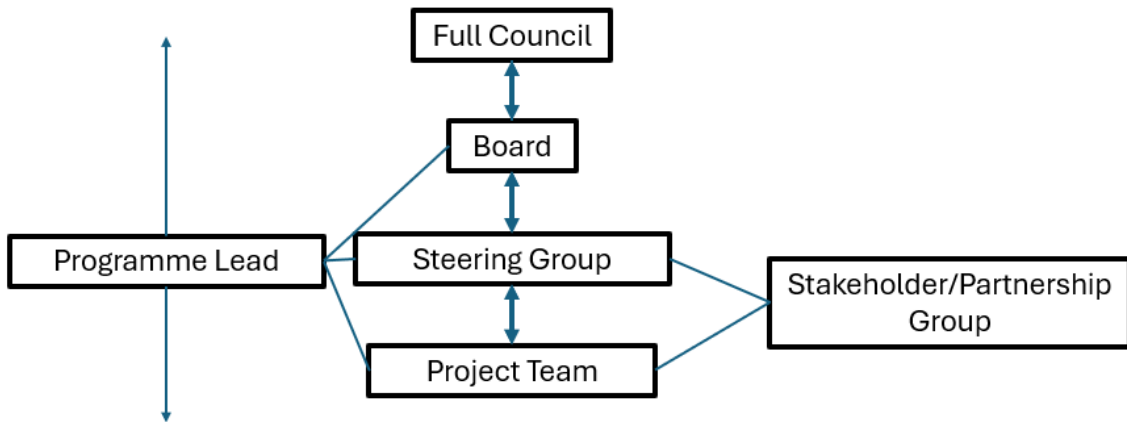 Full Council
Board
Programme Lead
Steering Group
Stakeholder/Partnership
Group
Project Team